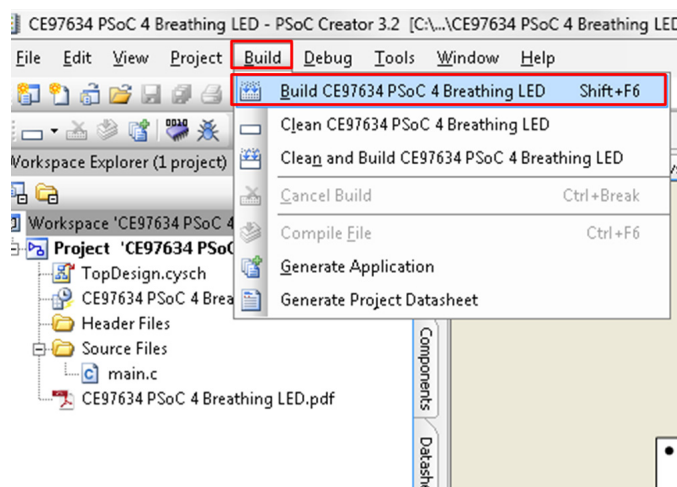 CE97634 PSoC 4 Breathing LED - PSoC Creator 3.2 [C:\...\CE97634 PSoC 4 Breathing LED
File Edit View Project Build Debug Tools Window Help
Build CE97634 PSoC 4 Breathing LED Shift+F6
Clean CE97634 PSoC 4 Breathing LED
Clean and Build CE97634 PSoC 4 Breathing LED
Cancel Build Ctrl+Break
Compile File Ctrl+F6
Generate Application
Generate Project Datasheet
Workspace Explorer (1 project)
Workspace 'CE97634 PSoC 4
Project 'CE97634 PSoC
TopDesign.cysch
CE97634 PSoC 4 Brea
Header Files
Source Files
main.c
CE97634 PSoC 4 Breathing LED.pdf
Components
Datashe